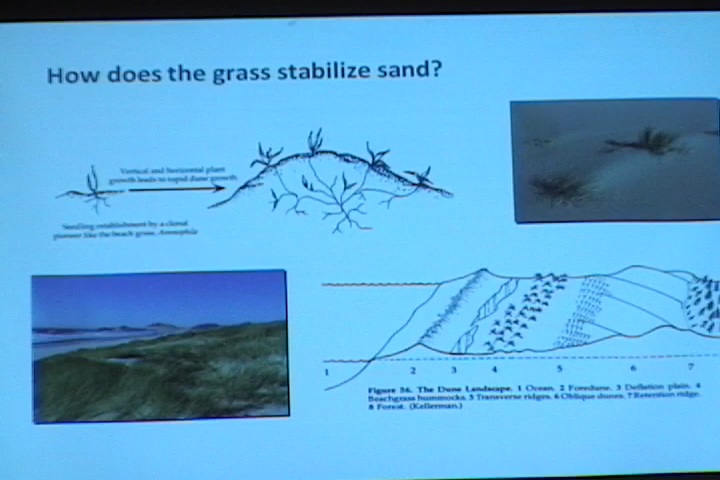 How does the grass stabilize sand?
Vertical and horizontal plant
growth leads to rapid dune growth
Seedling establishment by a clonal
pioneer like the beach grass, Ammophila
1 2 3 4 5 6 7
Figure 36. The Dune Landscape. 1 Ocean. 2 Foredune. 3 Deflation plain. 4
Beachgrass hummocks. 5 Transverse ridges. 6 Oblique dunes. 7 Retention ridge.
8 Forest. (Kellerman.)